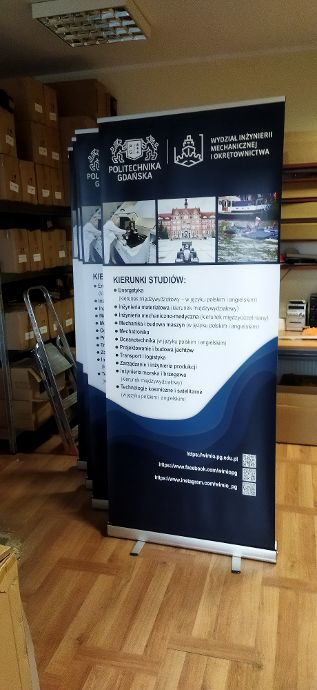 POLITECHNIKA
GDAŃSKA
WYDZIAŁ INŻYNIERII
MECHANICZNEJ
I OKRĘTOWNICTWA
KIERUNKI STUDIÓW:
Energetyka
(kierunek międzywydziałowy – w języku polskim i angielskim)
Inżynieria materiałowa (kierunek międzywydziałowy)
Inżynieria mechaniczno-medyczna (kierunek międzyuczelniany)
Mechanika i budowa maszyn (w języku polskim i angielskim)
Mechatronika
Oceanotechnika (w języku polskim i angielskim)
Projektowanie i budowa jachtów
Transport i logistyka
Zarządzanie i inżynieria produkcji
Inżynieria morska i brzegowa
(kierunek międzywydziałowy)
Technologie kosmiczne i satelitarne
(w języku polskim i angielskim)
https://wimio.pg.edu.pl
https://www.facebook.com/wimiopg
https://www.instagram.com/wimio_pg
POLITECHNIKA
GDAŃSKA